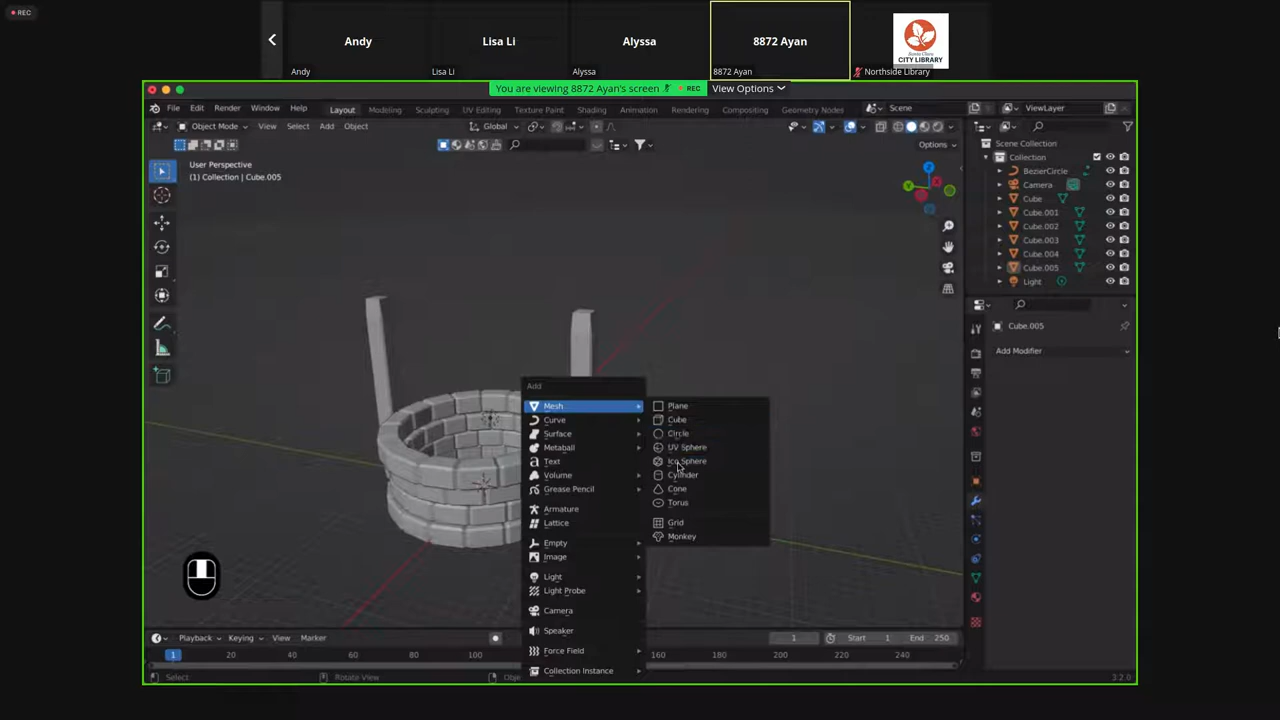 REC
Andy
Lisa Li
Alyssa
8872 Ayan
Santa Clara
CITY LIBRARY
Andy
Lisa Li
Alyssa
8872 Ayan
Northside Library
You are viewing 8872 Ayan's screen
REC
View Options
File Edit Render Window Help
Layout Modeling Sculpting UV Editing Texture Paint Shading Animation Rendering Compositing Geometry Nodes
Scene
ViewLayer
Object Mode View Select Add Object
Global
Options
User Perspective
(1) Collection | Cube.005
Scene Collection
Collection
BezierCircle
Camera
Cube
Cube.001
Cube.002
Cube.003
Cube.004
Cube.005
Light
Cube.005
Add Modifier
Add
Mesh
Curve
Surface
Metaball
Text
Volume
Grease Pencil
Armature
Lattice
Empty
Image
Light
Light Probe
Camera
Speaker
Force Field
Collection Instance
Plane
Cube
Circle
UV Sphere
Ico Sphere
Cylinder
Cone
Torus
Grid
Monkey
Playback Keying View Marker
1
Start 1
End 250
1 20 40 60 80 100 160 180 200 220 240
Select
Rotate View
Obje
3.2.0